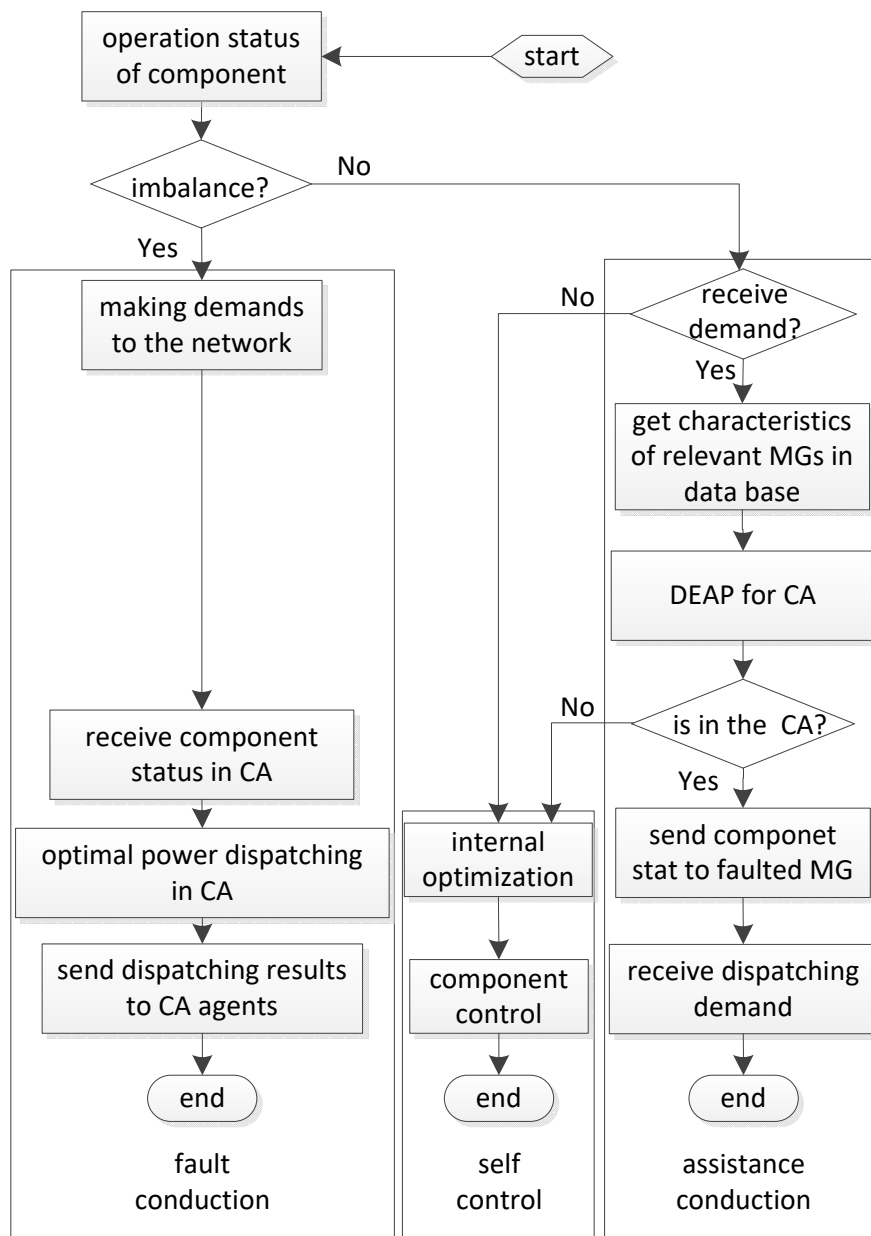 operation status
of component
start
imbalance?
No
Yes
making demands
to the network
No
receive
demand?
Yes
get characteristics
of relevant MGs in
data base
DEAP for CA
receive component
status in CA
No
is in the CA?
Yes
optimal power dispatching
in CA
internal
optimization
send componet
stat to faulted MG
send dispatching results
to CA agents
component
control
receive dispatching
demand
end
end
end
fault
conduction
self
control
assistance
conduction